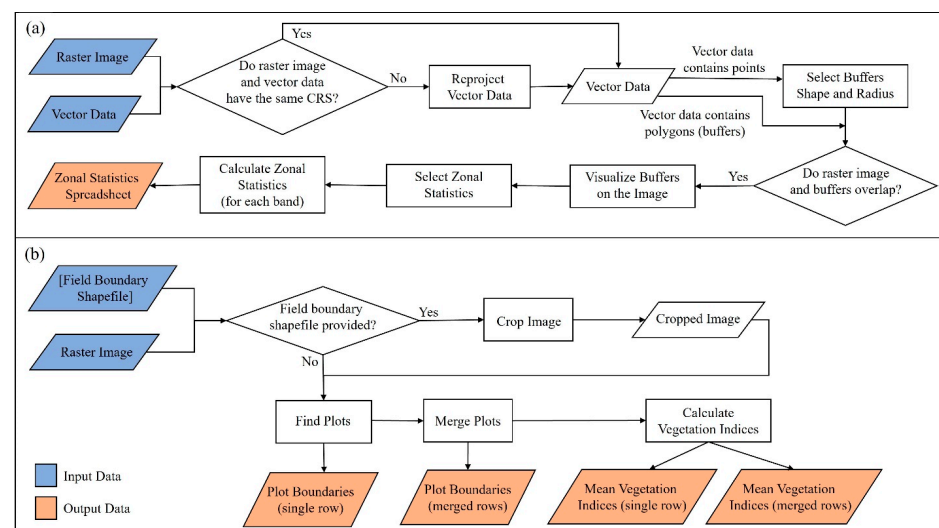 (a)
Raster Image
Vector Data
Do raster image
and vector data
have the same CRS?
Yes
No
Reproject
Vector Data
Vector Data
Vector data
contains points
Select Buffers
Shape and Radius
Vector data contains
polygons (buffers)
Do raster image
and buffers overlap?
Yes
Visualize Buffers
on the Image
Select Zonal
Statistics
Calculate Zonal
Statistics
(for each band)
Zonal Statistics
Spreadsheet
(b)
[Field Boundary
Shapefile]
Raster Image
Field boundary
shapefile provided?
Yes
Crop Image
Cropped Image
No
Find Plots
Merge Plots
Calculate
Vegetation Indices
Plot Boundaries
(single row)
Plot Boundaries
(merged rows)
Mean Vegetation
Indices (single row)
Mean Vegetation
Indices (merged rows)
Input Data
Output Data